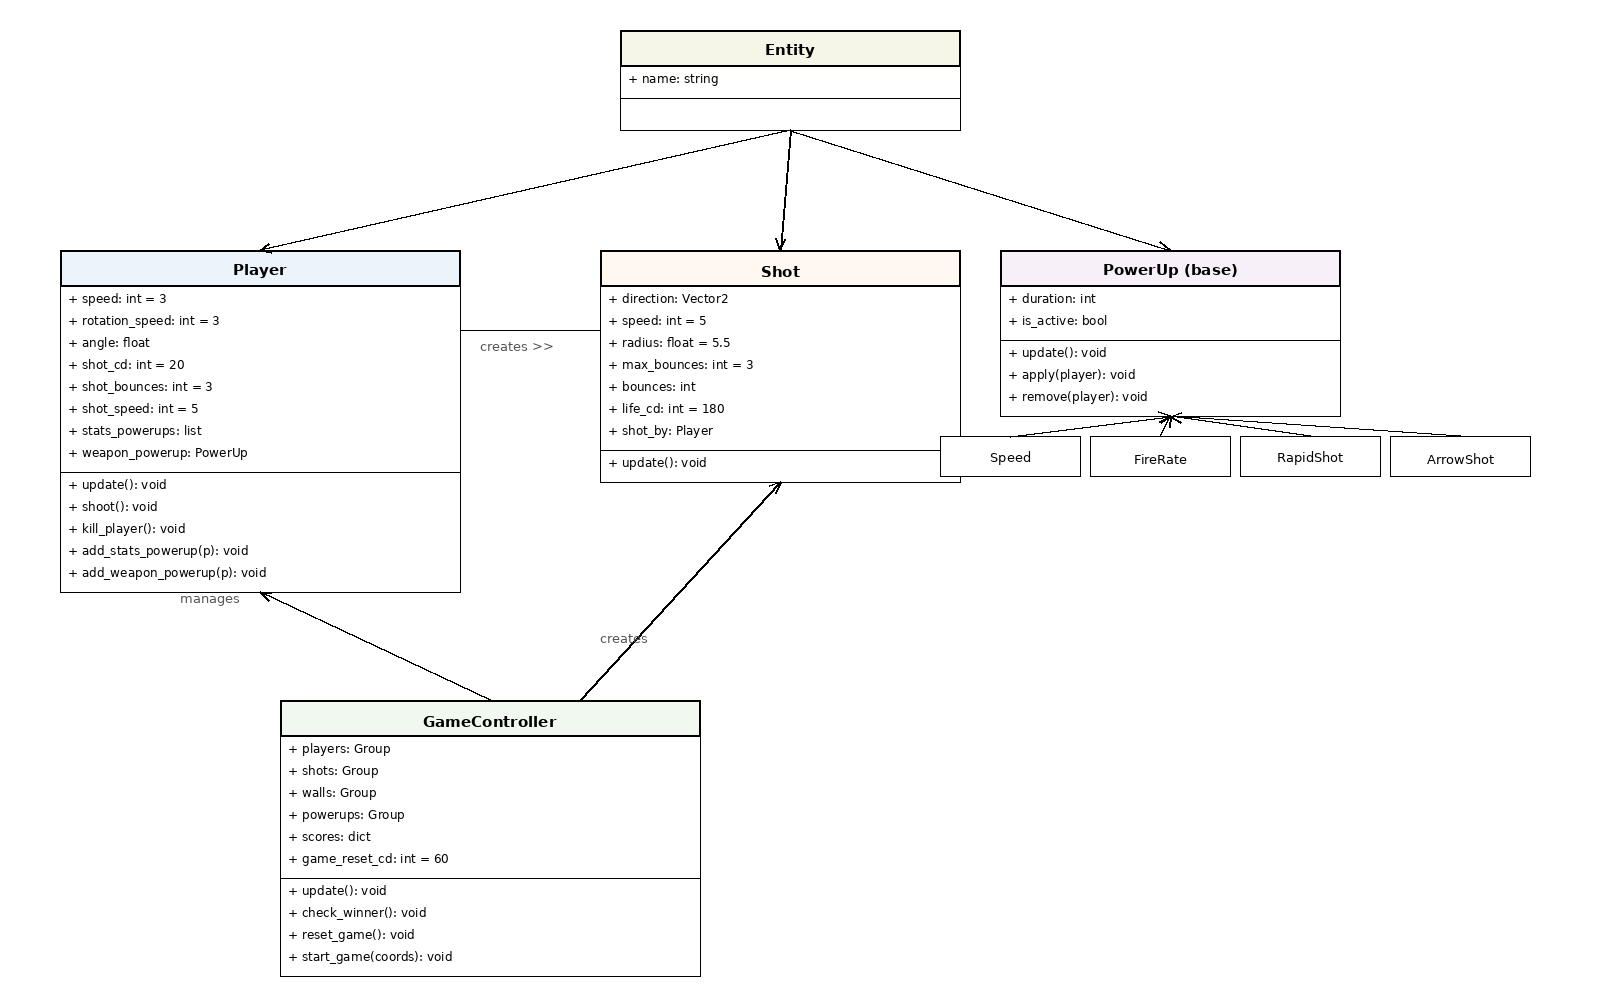 Entity
+ name: string
Player
+ speed: int = 3
+ rotation_speed: int = 3
+ angle: float
+ shot_cd: int = 20
+ shot_bounces: int = 3
+ shot_speed: int = 5
+ stats_powerups: list
+ weapon_powerup: PowerUp
+ update(): void
+ shoot(): void
+ kill_player(): void
+ add_stats_powerup(p): void
+ add_weapon_powerup(p): void
creates >>
Shot
+ direction: Vector2
+ speed: int = 5
+ radius: float = 5.5
+ max_bounces: int = 3
+ bounces: int
+ life_cd: int = 180
+ shot_by: Player
+ update(): void
PowerUp (base)
+ duration: int
+ is_active: bool
+ update(): void
+ apply(player): void
+ remove(player): void
Speed
FireRate
RapidShot
ArrowShot
manages
creates
GameController
+ players: Group
+ shots: Group
+ walls: Group
+ powerups: Group
+ scores: dict
+ game_reset_cd: int = 60
+ update(): void
+ check_winner(): void
+ reset_game(): void
+ start_game(coords): void